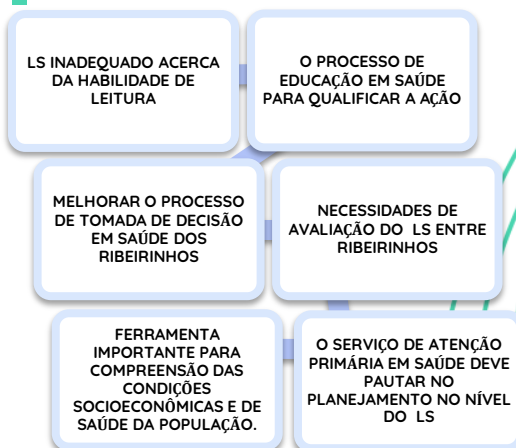 LS INADEQUADO ACERCA
DA HABILIDADE DE
LEITURA
O PROCESSO DE
EDUCAÇÃO EM SAÚDE
PARA QUALIFICAR A AÇÃO
MELHORAR O PROCESSO
DE TOMADA DE DECISÃO
EM SAÚDE DOS
RIBEIRINHOS
NECESSIDADES DE
AVALIAÇÃO DO LS ENTRE
RIBEIRINHOS
FERRAMENTA
IMPORTANTE PARA
COMPREENSÃO DAS
CONDIÇÕES
SOCIOECONÔMICAS E DE
SAÚDE DA POPULAÇÃO.
O SERVIÇO DE ATENÇÃO
PRIMÁRIA EM SAÚDE DEVE
PAUTAR NO
PLANEJAMENTO NO NÍVEL
DO LS